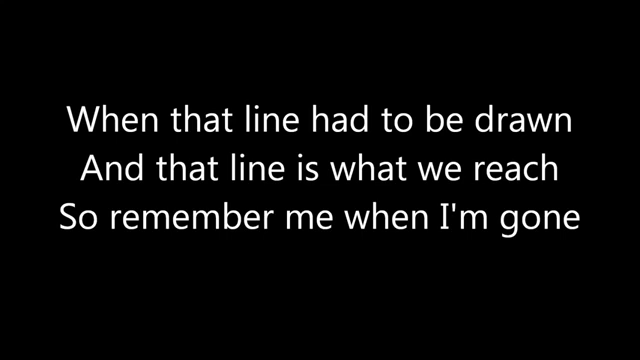 When that line had to be drawn
And that line is what we reach
So remember me when I'm gone